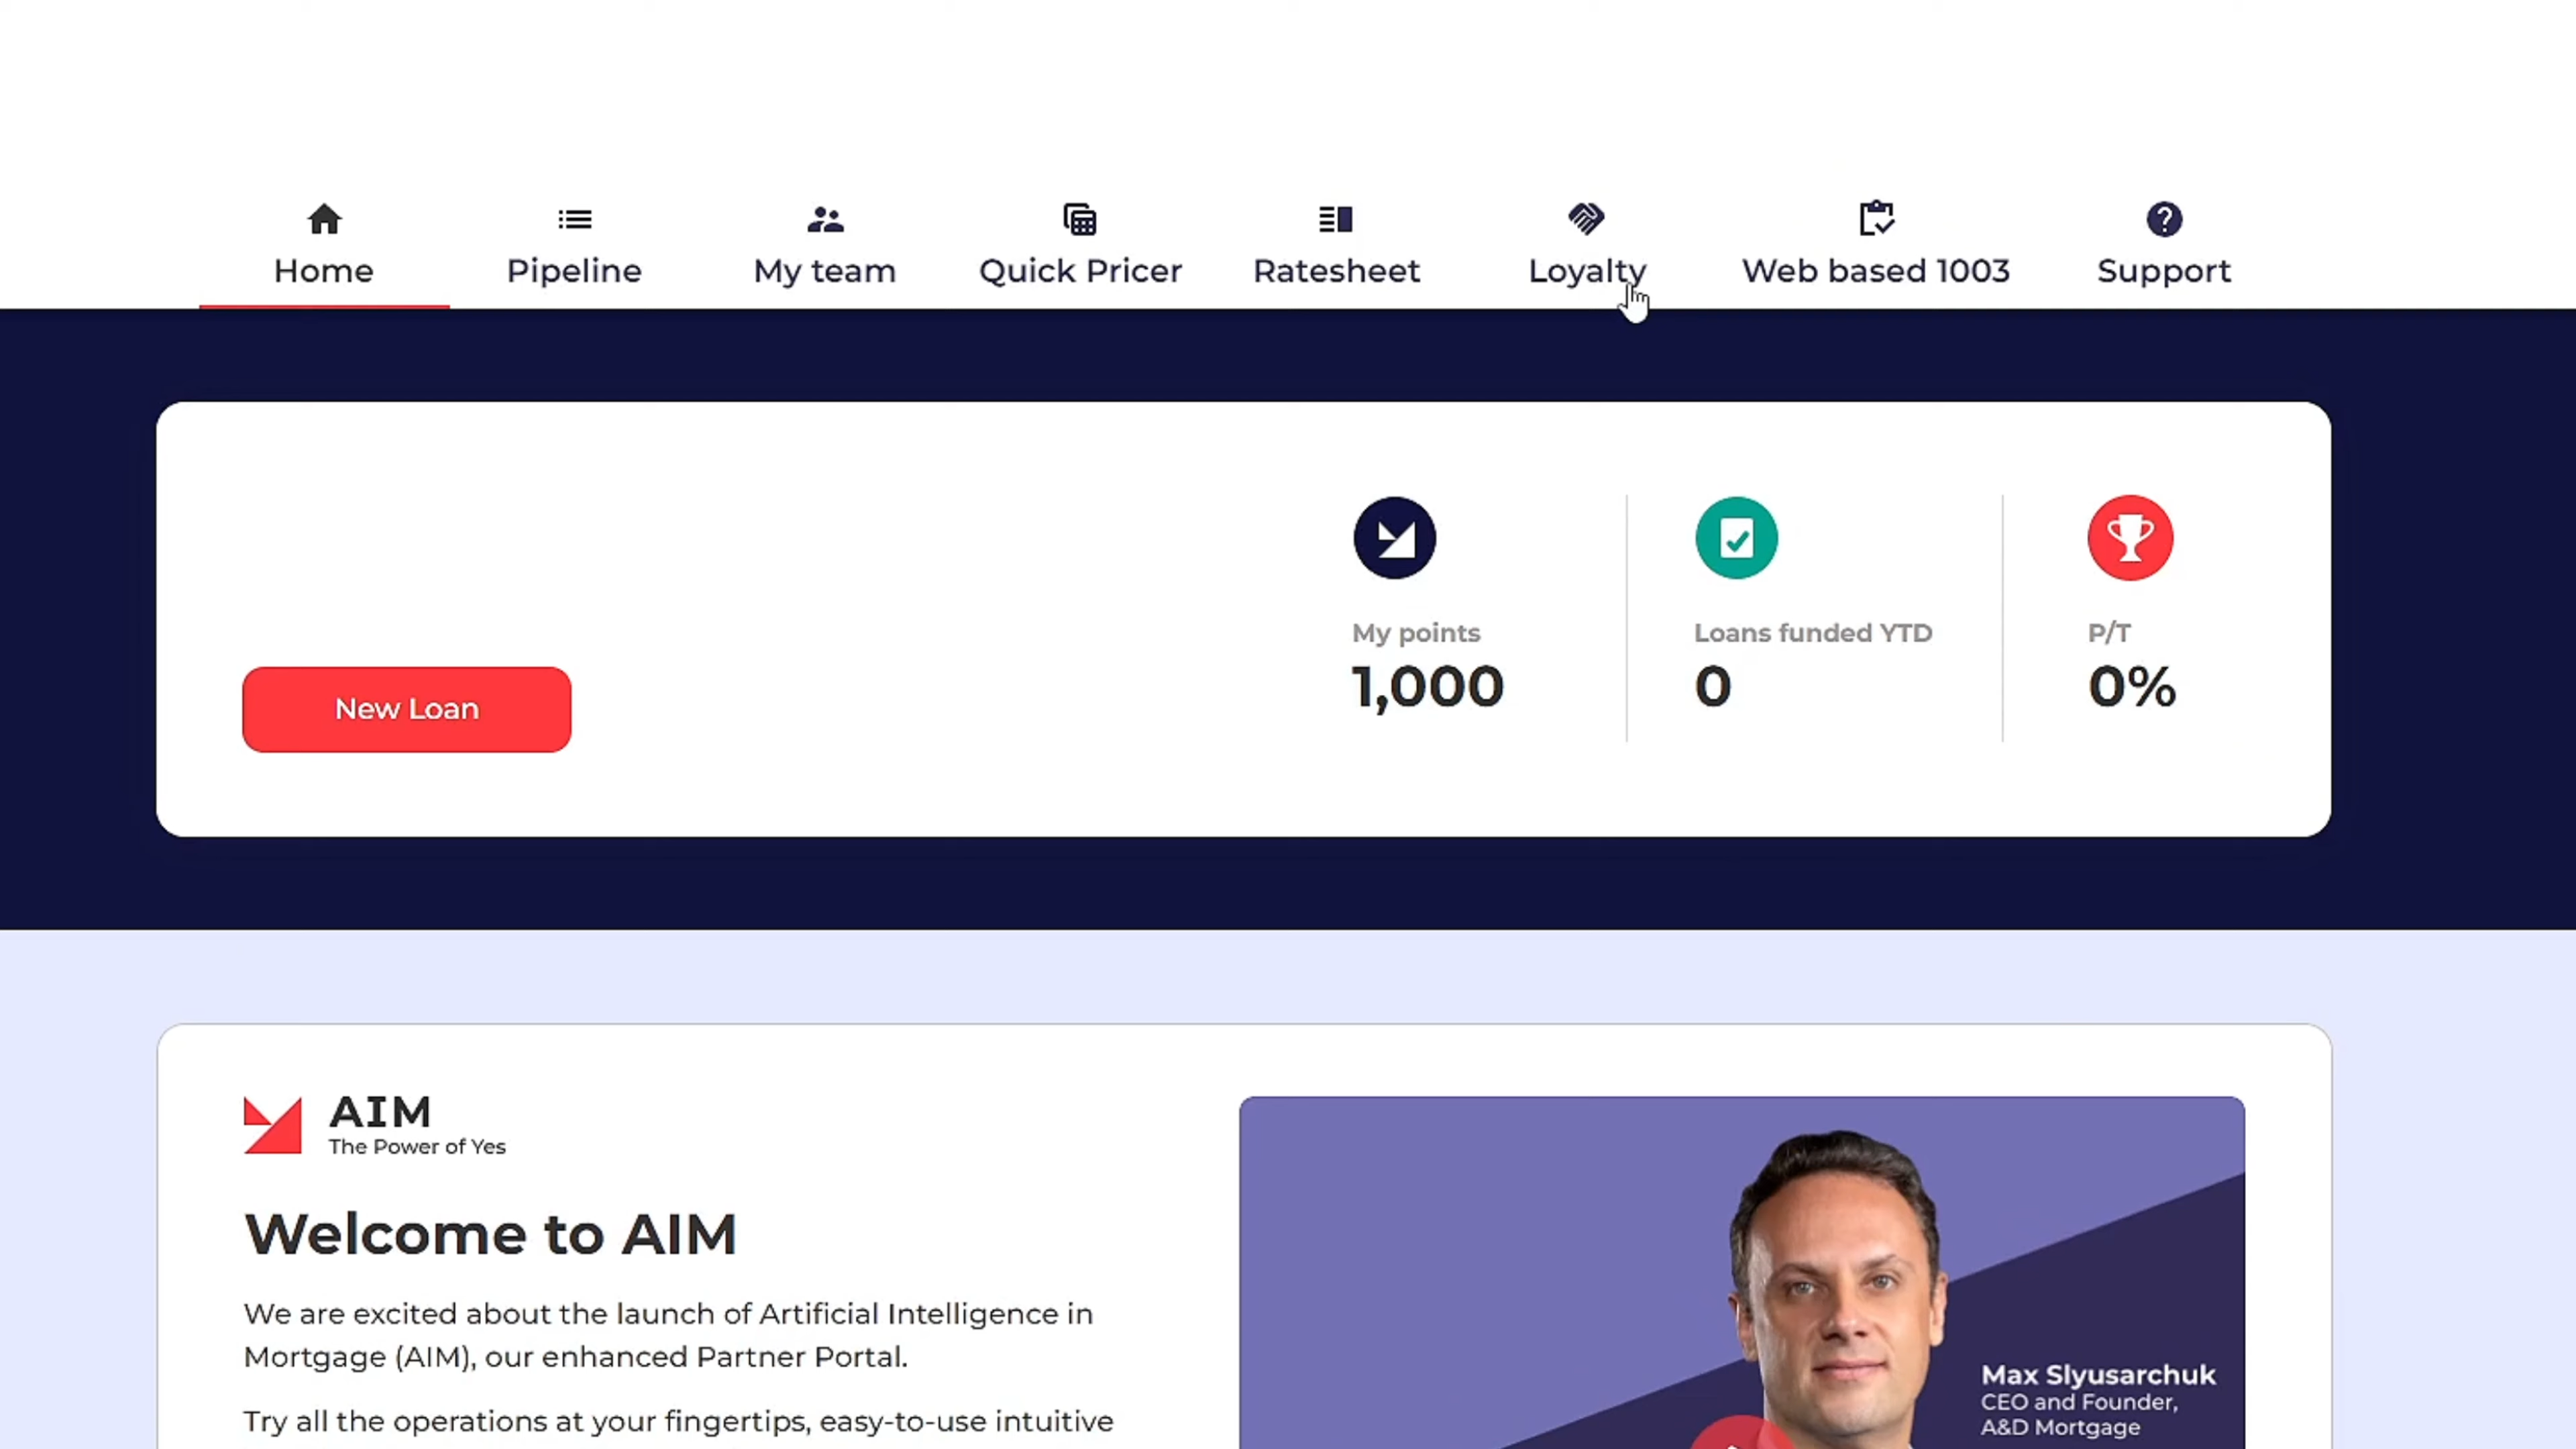 Home Pipeline My team Quick Pricer Ratesheet Loyalty Web based 1003 Support
My points Loans funded YTD P/T
1,000 0 0%
New Loan
AIM
The Power of Yes
Welcome to AIM
We are excited about the launch of Artificial Intelligence in
Mortgage (AIM), our enhanced Partner Portal.
Try all the operations at your fingertips, easy-to-use intuitive
Max Slyusarchuk
CEO and Founder,
A&D Mortgage